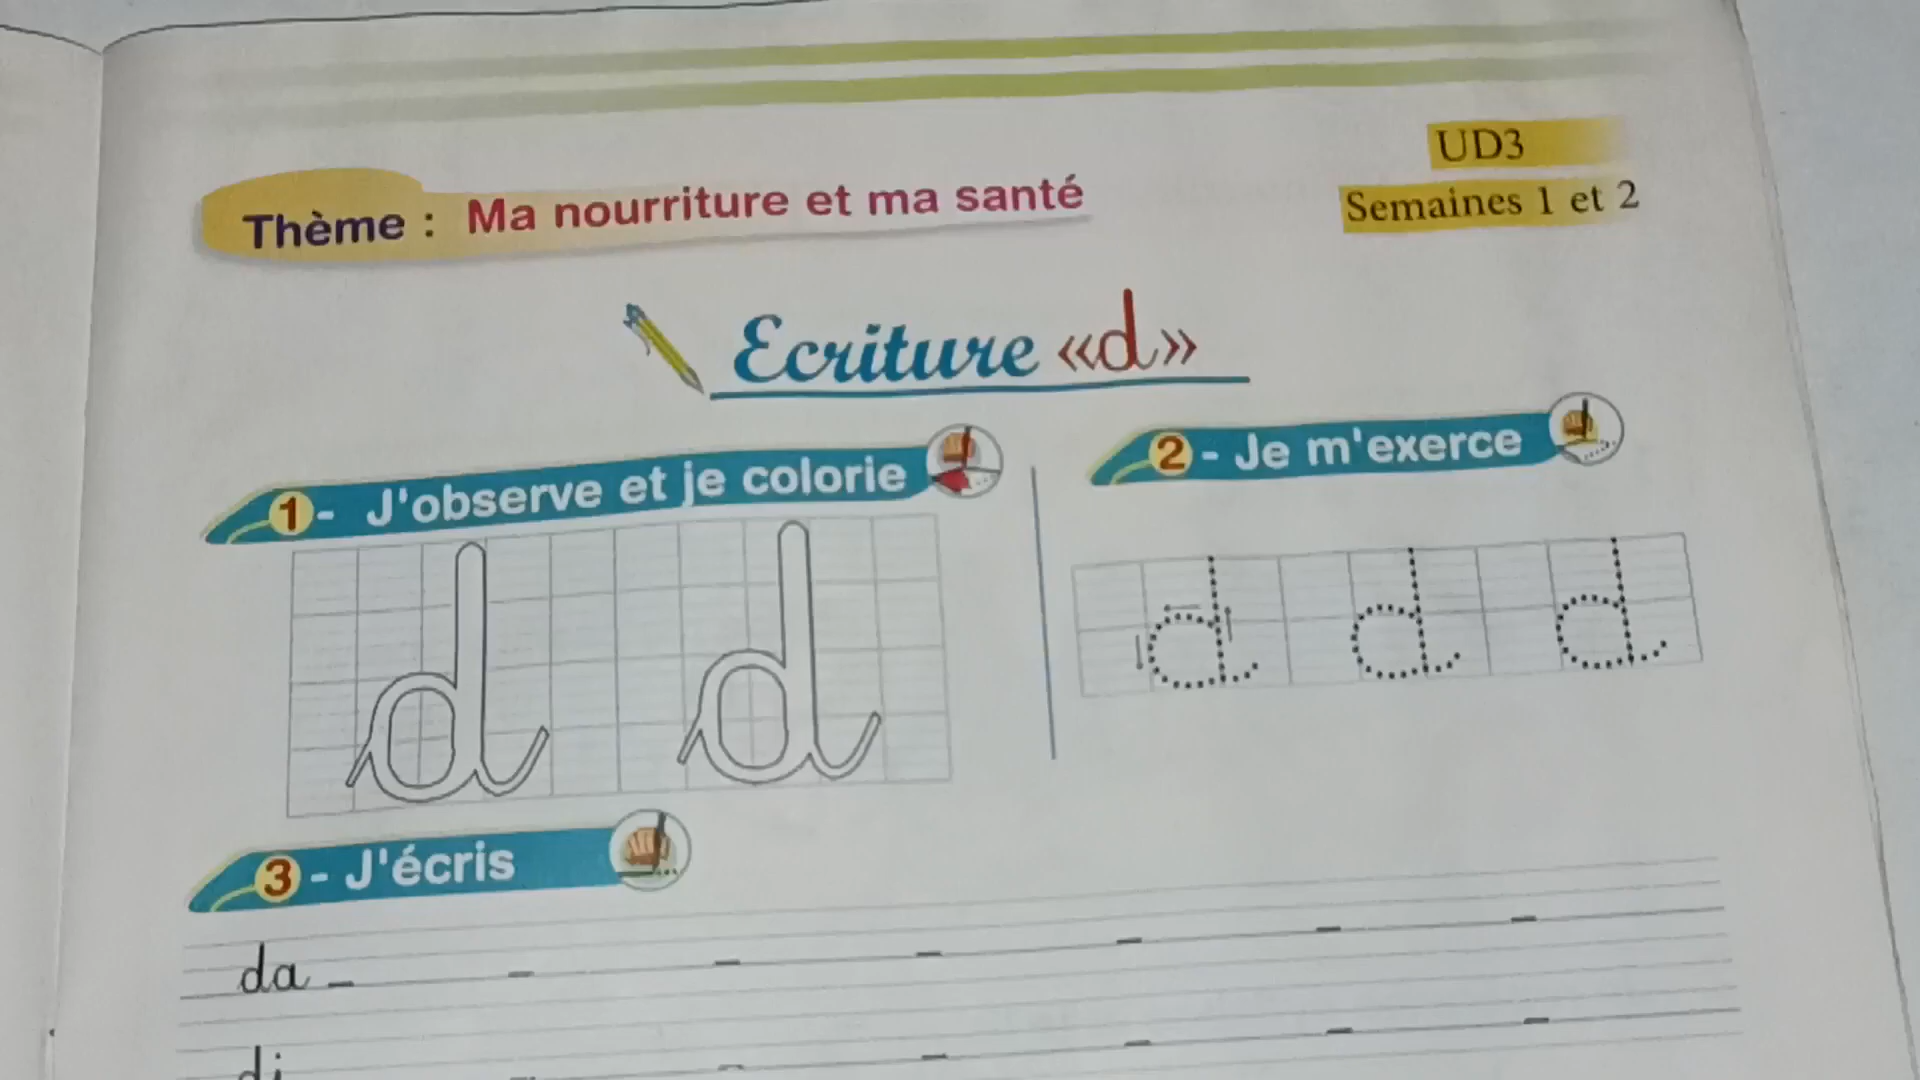 UD3
Thème : Ma nourriture et ma santé
Semaines 1 et 2
Ecriture «d»
1 - J'observe et je colorie
2 - Je m'exerce
d d
d d d
3 - J'écris
da - - - - - - -
di - - - - - -